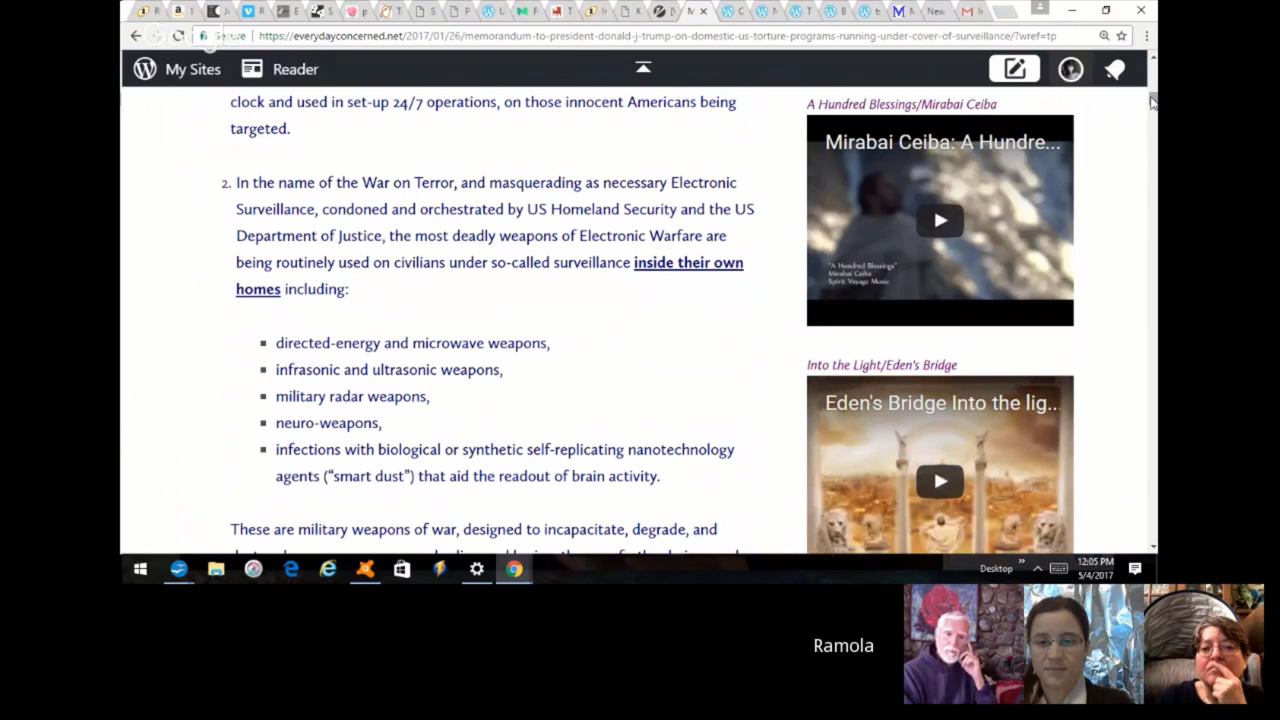 Secure
https://everydayconcerned.net/2017/01/26/memorandum-to-president-donald-j-trump-on-domestic-us-torture-programs-running-under-cover-of-surveillance/?wref=tp
My Sites
Reader
clock and used in set-up 24/7 operations, on those innocent Americans being
targeted.
2. In the name of the War on Terror, and masquerading as necessary Electronic
Surveillance, condoned and orchestrated by US Homeland Security and the US
Department of Justice, the most deadly weapons of Electronic Warfare are
being routinely used on civilians under so-called surveillance inside their own
homes including:
directed-energy and microwave weapons,
infrasonic and ultrasonic weapons,
military radar weapons,
neuro-weapons,
infections with biological or synthetic self-replicating nanotechnology
agents (“smart dust”) that aid the readout of brain activity.
These are military weapons of war, designed to incapacitate, degrade, and
A Hundred Blessings/Mirabai Ceiba
Mirabai Ceiba: A Hundre...
"A Hundred Blessings"
Mirabai Ceiba
Spirit Voyage Music
Into the Light/Eden's Bridge
Eden's Bridge Into the lig...
Desktop
12:05 PM
5/4/2017
Ramola